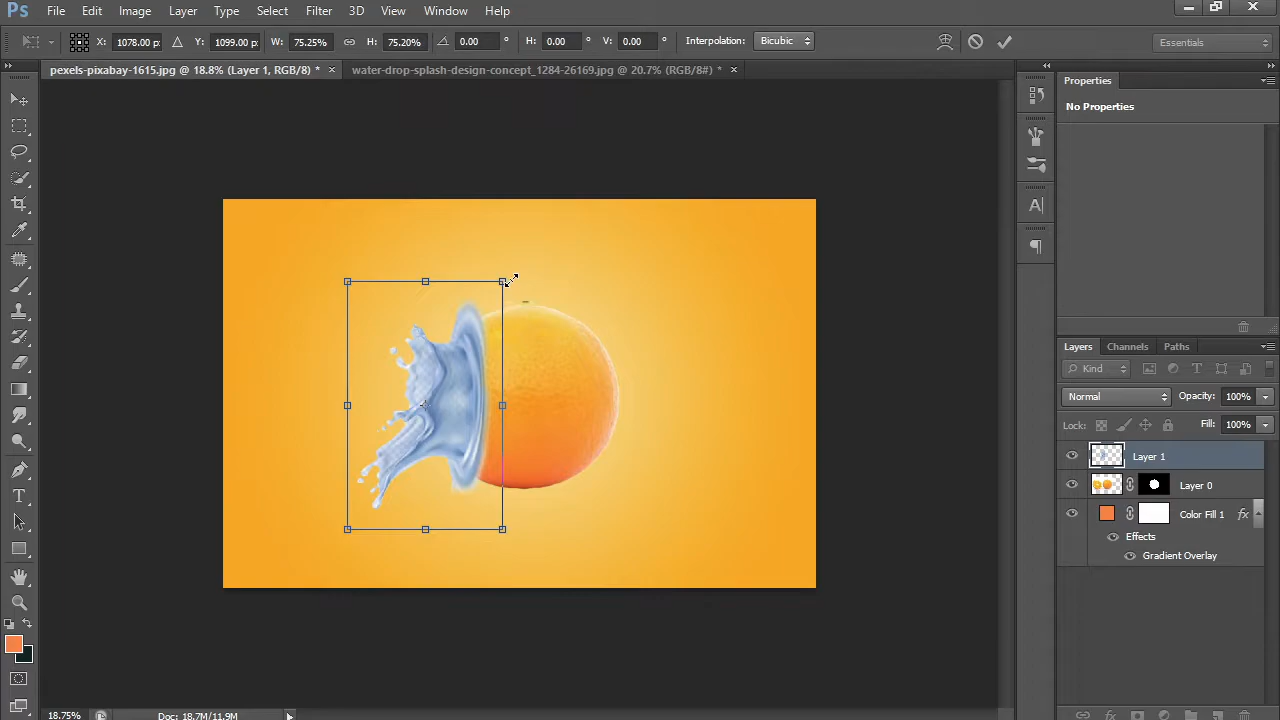 Ps File Edit Image Layer Type Select Filter 3D View Window Help
X: 1078.00 px Y: 1099.00 px W: 75.25% H: 75.20% 0.00 ° H: 0.00 ° V: 0.00 ° Interpolation: Bicubic Essentials
pexels-pixabay-1615.jpg @ 18.8% (Layer 1, RGB/8) * × water-drop-splash-design-concept_1284-26169.jpg @ 20.7% (RGB/8#) * ×
Properties
No Properties
Layers Channels Paths
Kind
Normal Opacity: 100%
Lock: Fill: 100%
Layer 1
Layer 0
Color Fill 1 fx
Effects
Gradient Overlay
18.75% Doc: 18.7M/11.9M